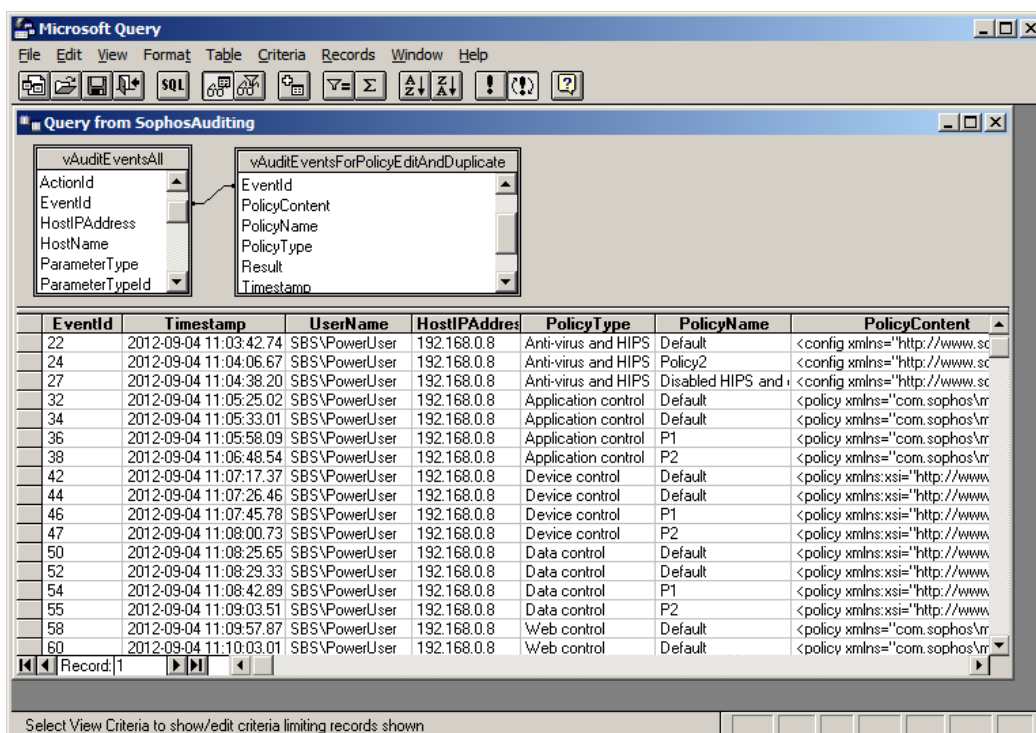 Microsoft Query
File Edit View Format Table Criteria Records Window Help
SQL
Query from SophosAuditing
vAuditEventsAll
ActionId
EventId
HostIPAddress
HostName
ParameterType
ParameterTypeId
vAuditEventsForPolicyEditAndDuplicate
EventId
PolicyContent
PolicyName
PolicyType
Result
Timestamp
EventId Timestamp UserName HostIPAddres PolicyType PolicyName PolicyContent
22 2012-09-04 11:03:42.74 SBS\PowerUser 192.168.0.8 Anti-virus and HIPS Default <config xmlns="http://www.so
24 2012-09-04 11:04:06.67 SBS\PowerUser 192.168.0.8 Anti-virus and HIPS Policy2 <config xmlns="http://www.so
27 2012-09-04 11:04:38.20 SBS\PowerUser 192.168.0.8 Anti-virus and HIPS Disabled HIPS and <config xmlns="http://www.so
32 2012-09-04 11:05:25.02 SBS\PowerUser 192.168.0.8 Application control Default <policy xmlns="com.sophos\m
34 2012-09-04 11:05:33.01 SBS\PowerUser 192.168.0.8 Application control Default <policy xmlns="com.sophos\m
36 2012-09-04 11:05:58.09 SBS\PowerUser 192.168.0.8 Application control P1 <policy xmlns="com.sophos\m
38 2012-09-04 11:06:48.54 SBS\PowerUser 192.168.0.8 Application control P2 <policy xmlns="com.sophos\m
42 2012-09-04 11:07:17.37 SBS\PowerUser 192.168.0.8 Device control Default <policy xmlns:xsi="http://www
44 2012-09-04 11:07:26.46 SBS\PowerUser 192.168.0.8 Device control Default <policy xmlns:xsi="http://www
46 2012-09-04 11:07:45.78 SBS\PowerUser 192.168.0.8 Device control P1 <policy xmlns:xsi="http://www
47 2012-09-04 11:08:00.73 SBS\PowerUser 192.168.0.8 Device control P2 <policy xmlns:xsi="http://www
50 2012-09-04 11:08:25.65 SBS\PowerUser 192.168.0.8 Data control Default <policy xmlns:xsi="http://www
52 2012-09-04 11:08:29.33 SBS\PowerUser 192.168.0.8 Data control Default <policy xmlns:xsi="http://www
54 2012-09-04 11:08:42.89 SBS\PowerUser 192.168.0.8 Data control P1 <policy xmlns:xsi="http://www
55 2012-09-04 11:09:03.51 SBS\PowerUser 192.168.0.8 Data control P2 <policy xmlns:xsi="http://www
58 2012-09-04 11:09:57.87 SBS\PowerUser 192.168.0.8 Web control Default <policy xmlns="com.sophos\m
60 2012-09-04 11:10:03.01 SBS\PowerUser 192.168.0.8 Web control Default <policy xmlns="com.sophos\m
Record: 1
Select View Criteria to show/edit criteria limiting records shown